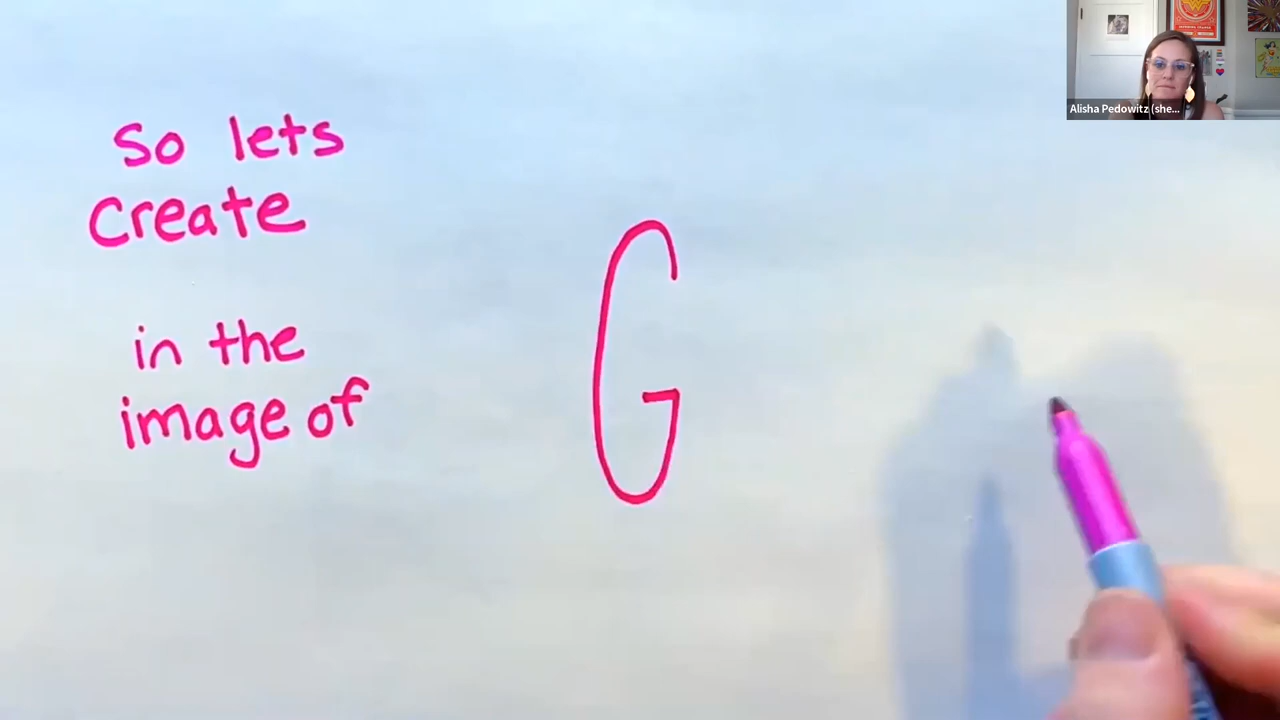 So lets
Create
in the
image of
G
Alisha Pedowitz (she...